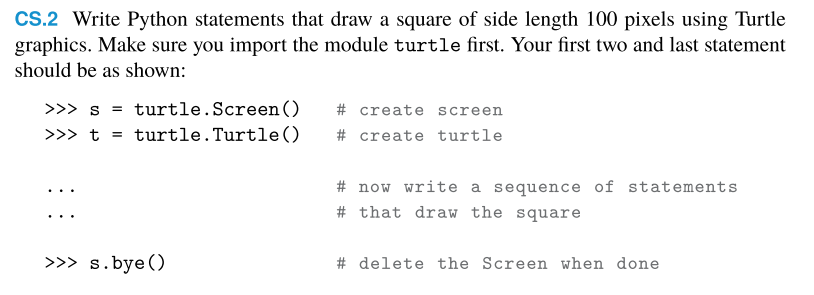 CS.2 Write Python statements that draw a square of side length 100 pixels using Turtle
graphics. Make sure you import the module turtle first. Your first two and last statement
should be as shown:
>>> s = turtle.Screen() # create screen
>>> t = turtle.Turtle() # create turtle
... # now write a sequence of statements
... # that draw the square
>>> s.bye() # delete the Screen when done